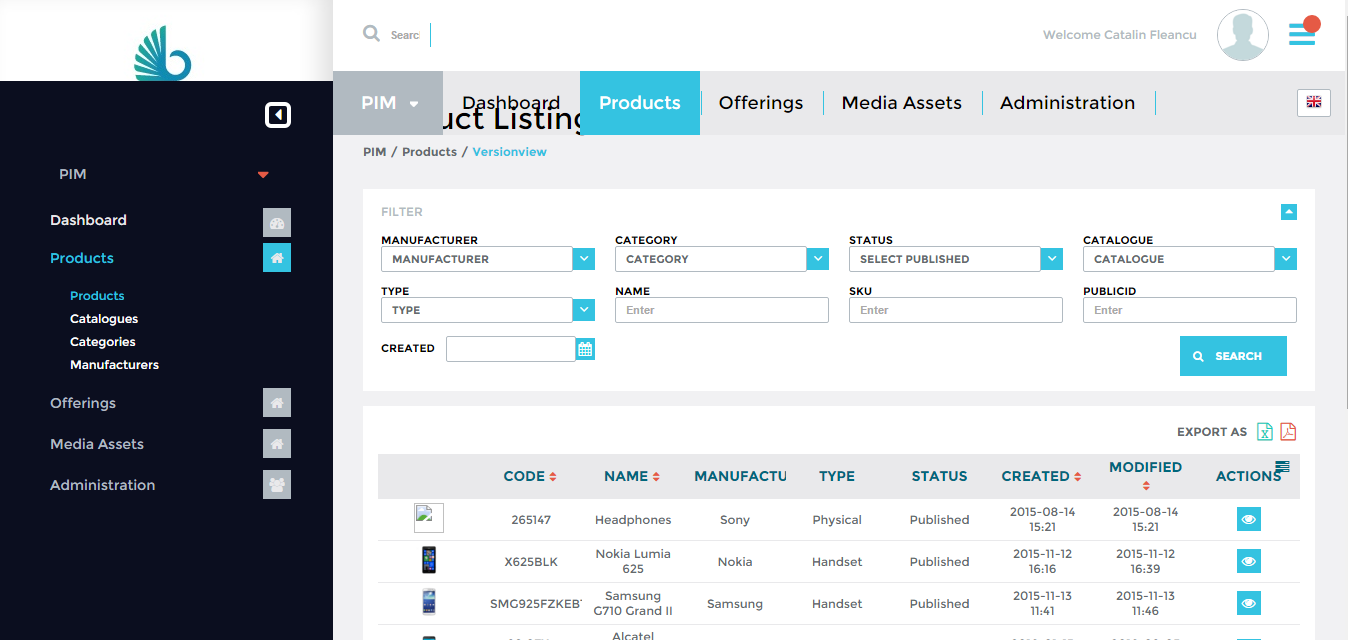 Searc
Welcome Catalin Fleancu
PIM
Dashboard
Products
Offerings
Media Assets
Administration
uct Listing
PIM / Products / Versionview
PIM
Dashboard
Products
Products
Catalogues
Categories
Manufacturers
Offerings
Media Assets
Administration
FILTER
MANUFACTURER
CATEGORY
STATUS
CATALOGUE
MANUFACTURER
CATEGORY
SELECT PUBLISHED
CATALOGUE
TYPE
NAME
SKU
PUBLICID
TYPE
Enter
Enter
Enter
CREATED
SEARCH
EXPORT AS
CODE NAME MANUFACTU TYPE STATUS CREATED MODIFIED ACTIONS
265147 Headphones Sony Physical Published 2015-08-14 15:21 2015-08-14 15:21
X625BLK Nokia Lumia 625 Nokia Handset Published 2015-11-12 16:16 2015-11-12 16:39
SMG925FZKEB Samsung G710 Grand II Samsung Handset Published 2015-11-13 11:41 2015-11-13 11:46
Alcatel